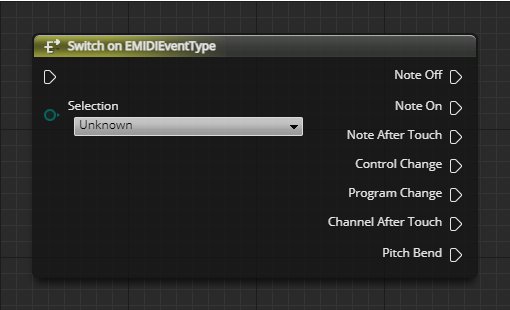 Switch on EMIDIEventType
Note Off
Selection
Unknown
Note On
Note After Touch
Control Change
Program Change
Channel After Touch
Pitch Bend